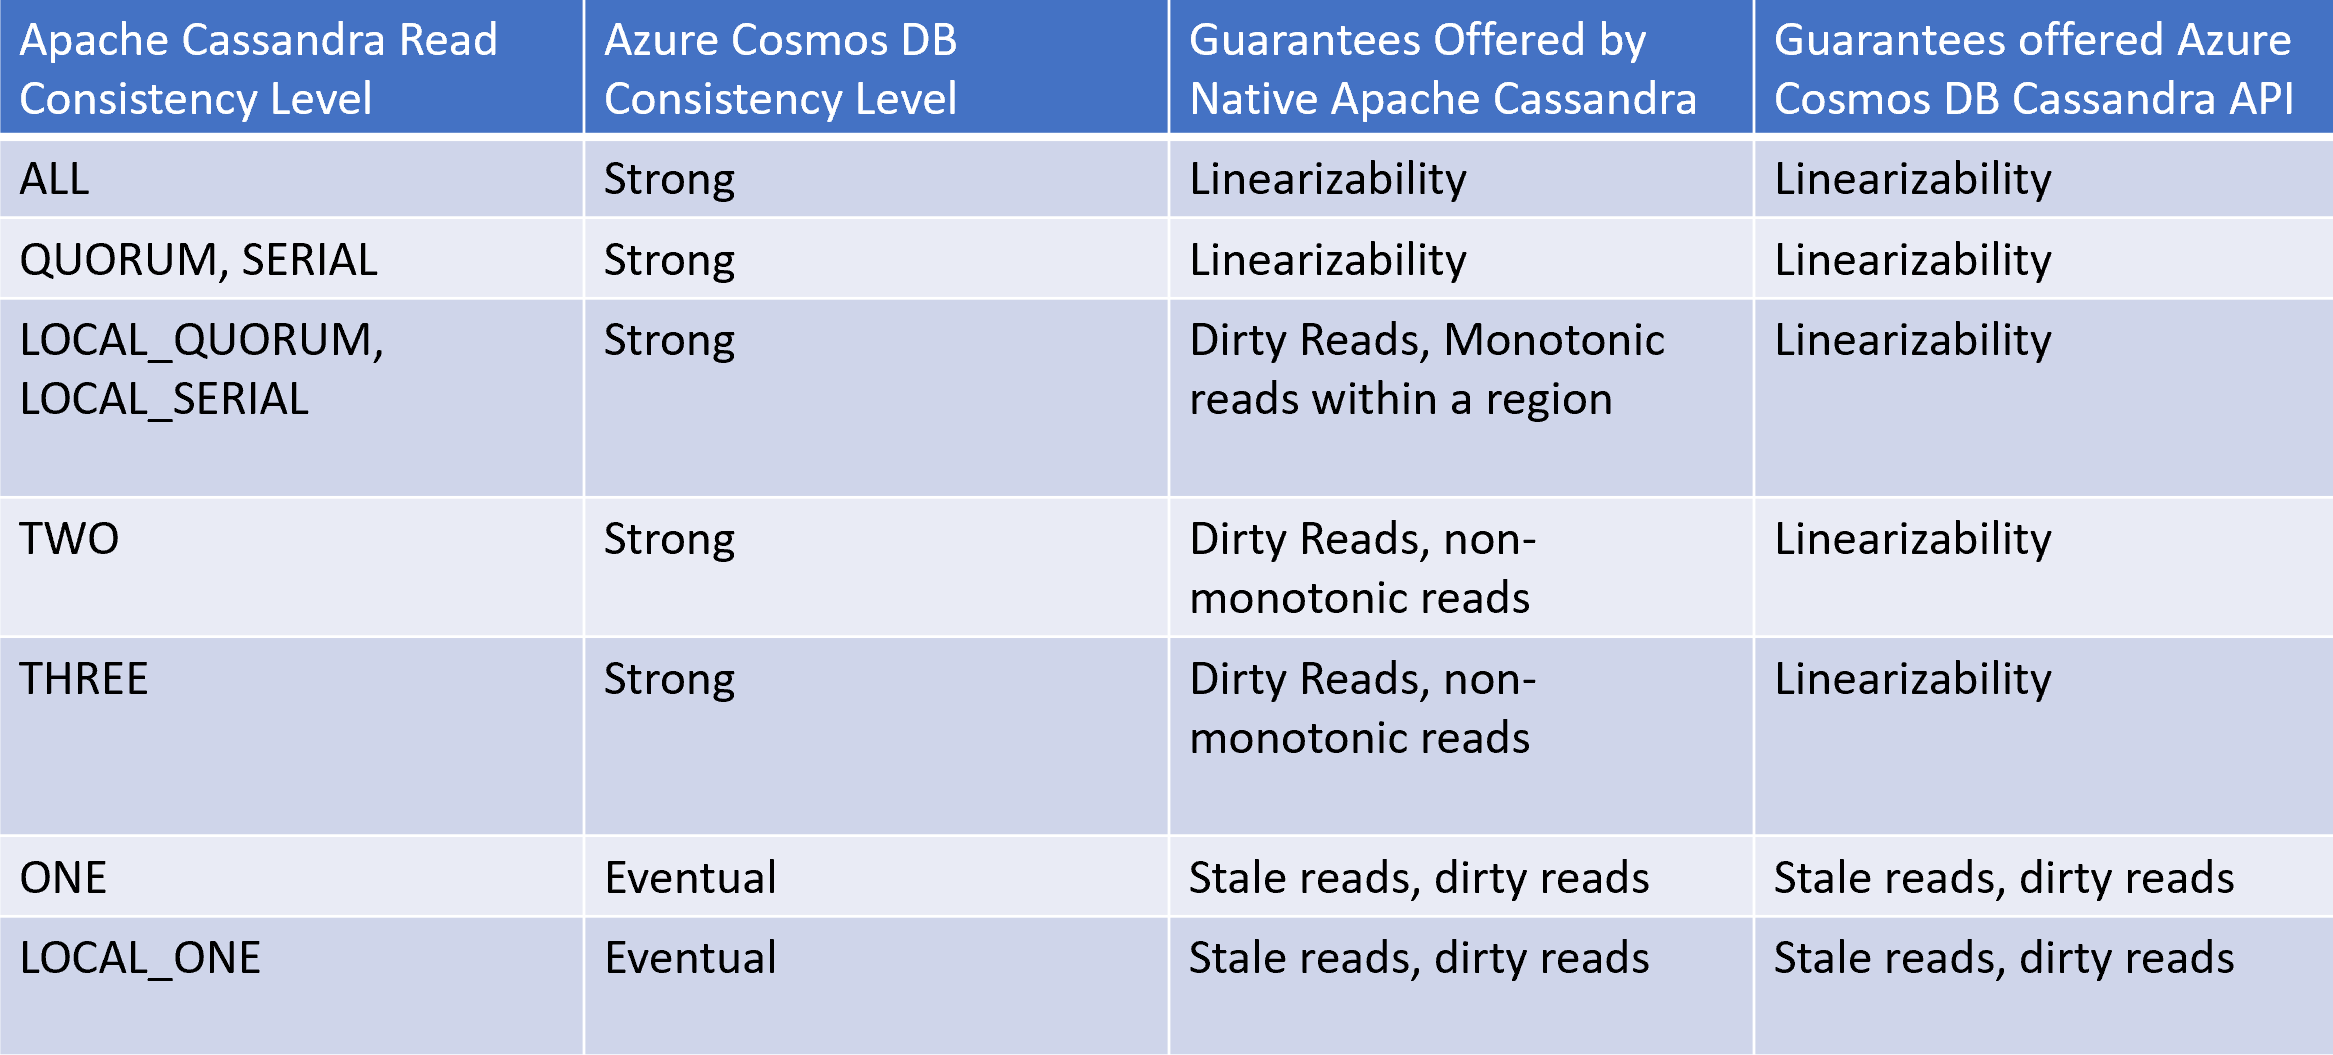 Apache Cassandra Read
Consistency Level
Azure Cosmos DB
Consistency Level
Guarantees Offered by
Native Apache Cassandra
Guarantees offered Azure
Cosmos DB Cassandra API
ALL
Strong
Linearizability
Linearizability
QUORUM, SERIAL
Strong
Linearizability
Linearizability
LOCAL_QUORUM,
LOCAL_SERIAL
Strong
Dirty Reads, Monotonic
reads within a region
Linearizability
TWO
Strong
Dirty Reads, non-
monotonic reads
Linearizability
THREE
Strong
Dirty Reads, non-
monotonic reads
Linearizability
ONE
Eventual
Stale reads, dirty reads
Stale reads, dirty reads
LOCAL_ONE
Eventual
Stale reads, dirty reads
Stale reads, dirty reads